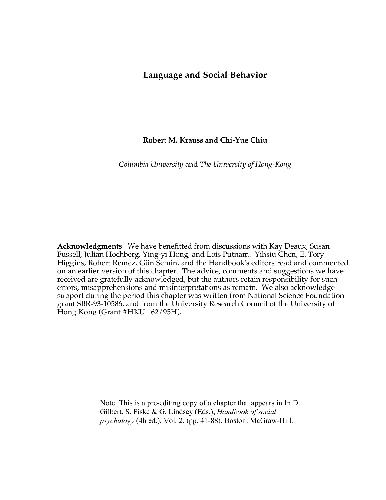 Language and Social Behavior
Robert M. Krauss and Chi-Yue Chiu
Columbia University and The University of Hong Kong
Acknowledgments We have benefitted from discussions with Kay Deaux, Susan
Fussell, Julian Hochberg, Ying-yi Hong, and Lois Putnam. Yihsiu Chen, E. Tory
Higgins, Robert Remez, Gün Semin, and the Handbook's editors read and commented
on an earlier version of this chapter. The advice, comments and suggestions we have
received are gratefully acknowledged, but the authors retain responsibility for such
errors, misapprehensions and misinterpretations as remain. We also acknowledge
support during the period this chapter was written from National Science Foundation
grant SBR-93-10586, and from the University Research Council of the University of
Hong Kong (Grant #HKU 162/95H).
Note: This is a pre-editing copy of a chapter that appears in In D.
Gilbert, S. Fiske & G. Lindsey (Eds.), Handbook of social
psychology (4th ed.), Vol. 2. (pp. 41-88). Boston: McGraw-Hill.